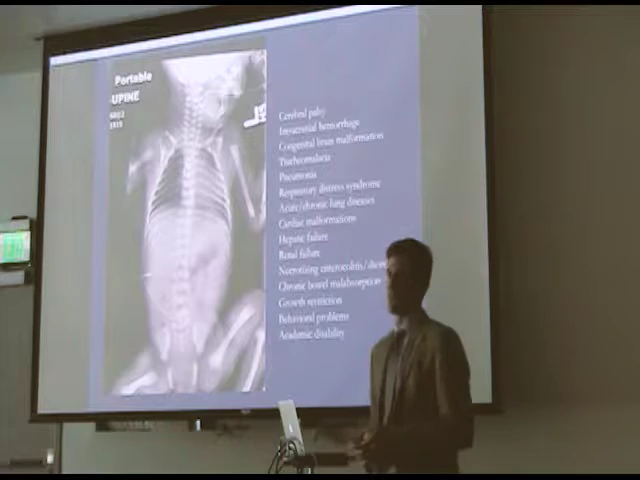 Portable
SUPINE
Cerebral palsy
Intracranial hemorrhage
Congenital brain malformation
Tracheomalacia
Pneumonia
Respiratory distress syndrome
Acute/chronic lung diseases
Cardiac malformations
Hepatic failure
Renal failure
Necrotizing enterocolitis/
Chronic bowel malabsorption
Growth restriction
Behavioral problems
Academic disability